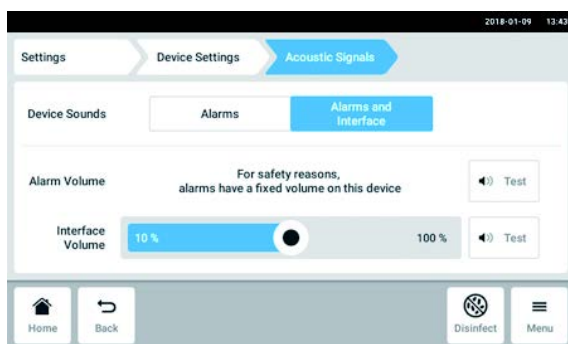 2018-01-09 13:43
Settings Device Settings Acoustic Signals
Device Sounds Alarms Alarms and
Interface
For safety reasons,
Alarm Volume alarms have a fixed volume on this device Test
Interface
Volume 10 % 100 % Test
Home Back Disinfect Menu